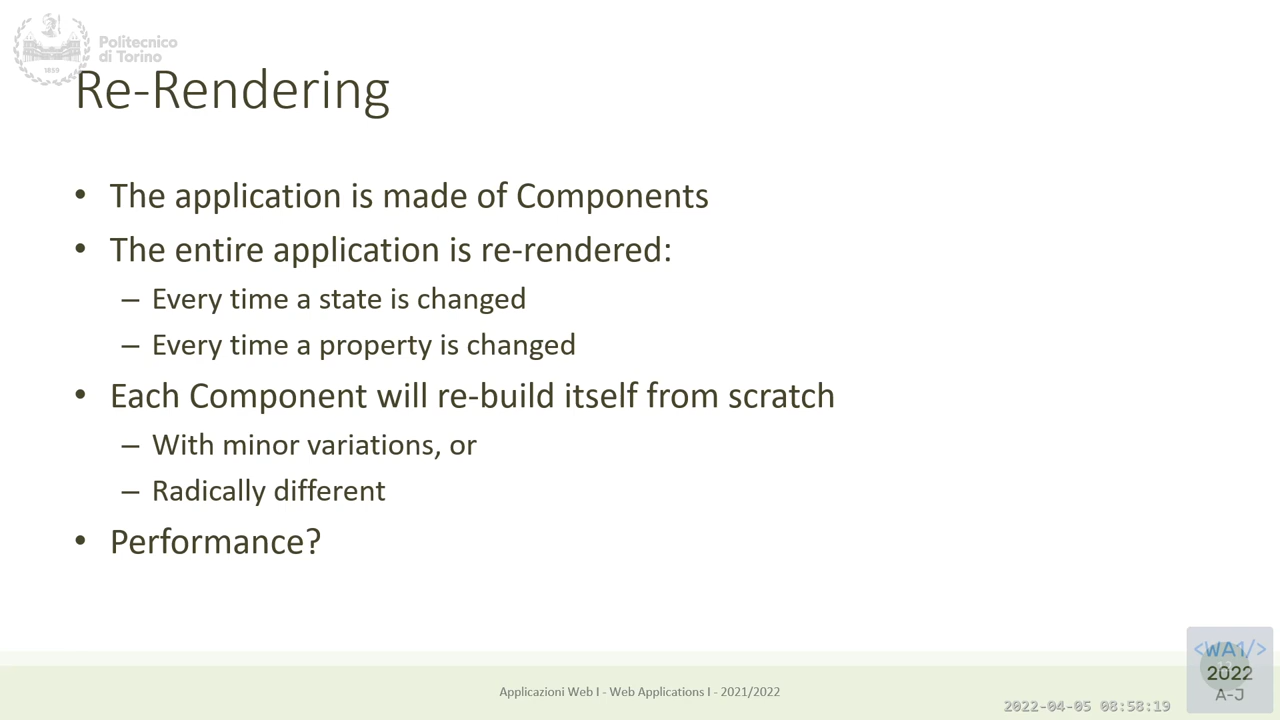 Politecnico
di Torino
1859
Re-Rendering
• The application is made of Components
• The entire application is re-rendered:
– Every time a state is changed
– Every time a property is changed
• Each Component will re-build itself from scratch
– With minor variations, or
– Radically different
• Performance?
Applicazioni Web I - Web Applications I - 2021/2022
2022-04-05 08:58:19
<WA1/>
2022
A-J